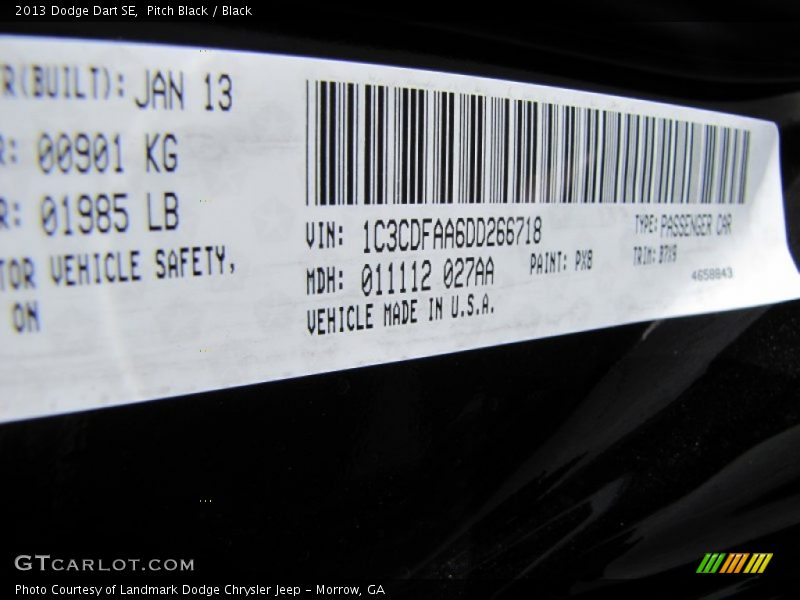 2013 Dodge Dart SE, Pitch Black / Black
R(BUILT): JAN 13
R: 00901 KG
R: 01985 LB
TOR VEHICLE SAFETY,
ON
VIN: 1C3CDFAA6DD266718
TYPE: PASSENGER CAR
MDH: 011112 027AA
PAINT: PX8
TRIM: B7X9
VEHICLE MADE IN U.S.A.
4658843
GTCARLOT.COM
Photo Courtesy of Landmark Dodge Chrysler Jeep - Morrow, GA